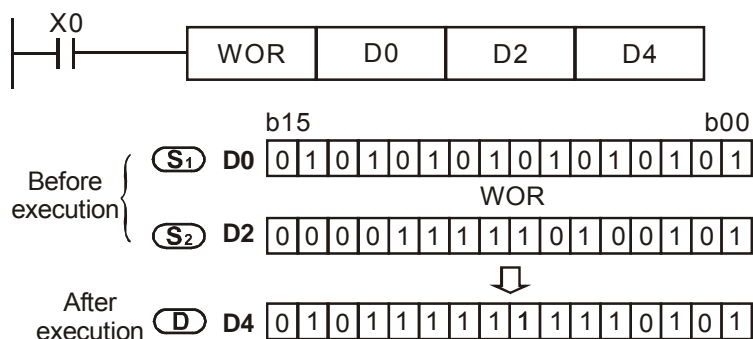 X0
WOR D0 D2 D4
b15 b00
Before execution
S1 D0 0 1 0 1 0 1 0 1 0 1 0 1 0 1 0 1
WOR
S2 D2 0 0 0 0 1 1 1 1 1 0 1 0 0 1 0 1
After execution
D D4 0 1 0 1 1 1 1 1 1 1 1 1 0 1 0 1